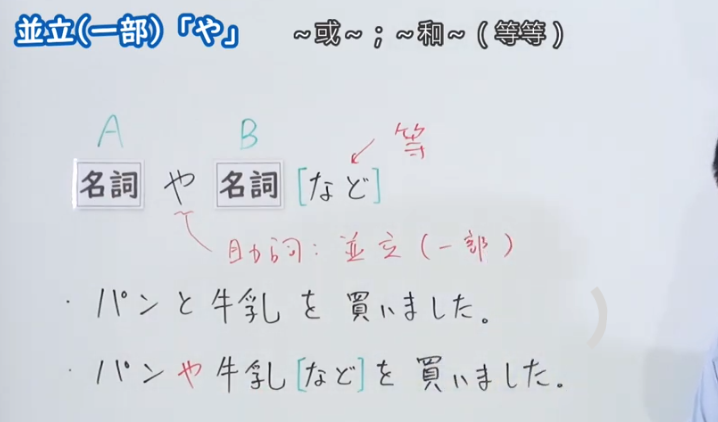 並立(一部)「や」 ~或~；~和~（等等）
A B 等
名詞 や 名詞 [など]
助詞：並立(一部)
・パンと牛乳を買いました。
・パンや牛乳[など]を買いました。